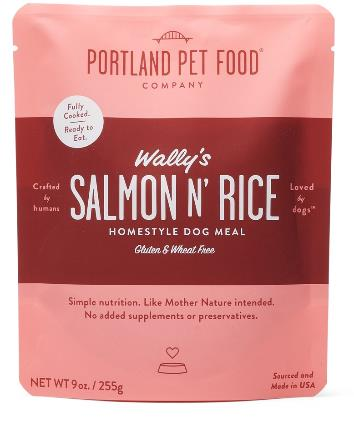 PORTLAND PET FOOD®
COMPANY
Fully
Cooked.
Ready to
Eat.
Wally's
Crafted
by
humans
SALMON N' RICE
Loved
by
dogs™
HOMESTYLE DOG MEAL
Gluten & Wheat Free
Simple nutrition. Like Mother Nature intended.
No added supplements or preservatives.
NET WT 9oz. / 255g
Sourced and
Made in USA